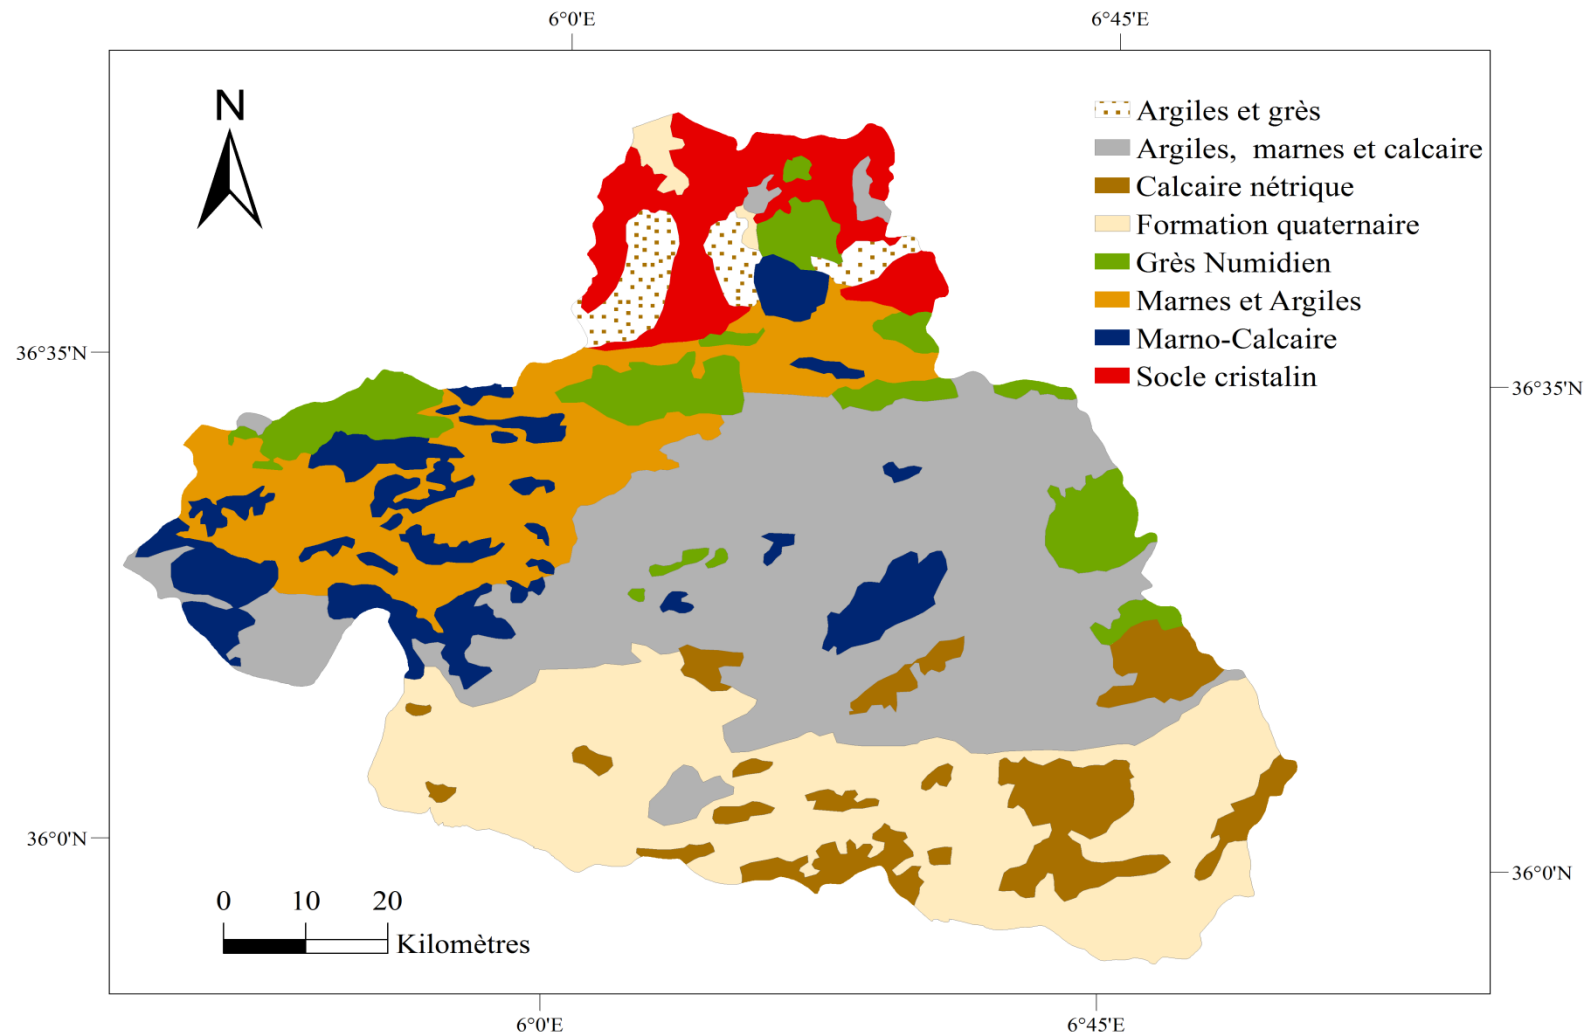 6°0'E
6°45'E
N
Argiles et grès
Argiles, marnes et calcaire
Calcaire nétrique
Formation quaternaire
Grès Numidien
Marnes et Argiles
Marno-Calcaire
Socle cristalin
36°35'N
36°35'N
36°0'N
36°0'N
0 10 20
Kilomètres
6°0'E
6°45'E